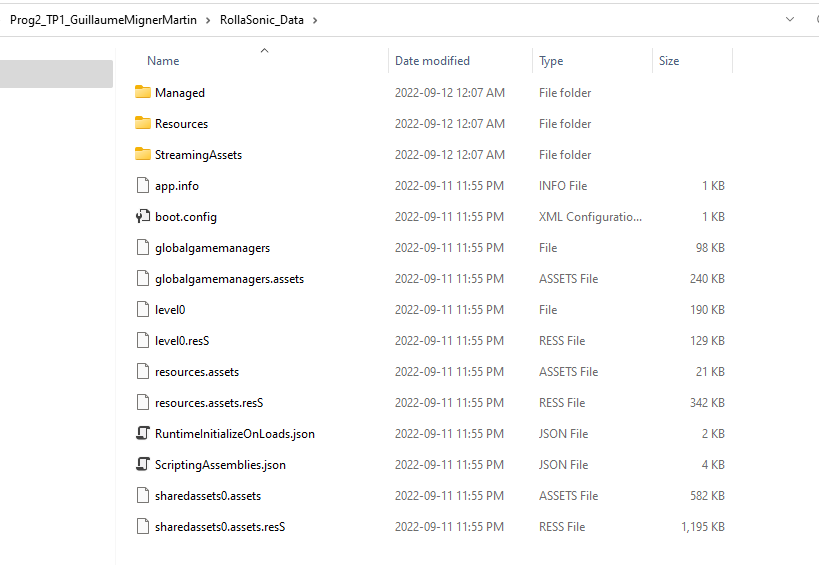 Prog2_TP1_GuillaumeMignerMartin > RollaSonic_Data >
Name Date modified Type Size
Managed 2022-09-12 12:07 AM File folder
Resources 2022-09-12 12:07 AM File folder
StreamingAssets 2022-09-12 12:07 AM File folder
app.info 2022-09-11 11:55 PM INFO File 1 KB
boot.config 2022-09-11 11:55 PM XML Configuratio... 1 KB
globalgamemanagers 2022-09-11 11:55 PM File 98 KB
globalgamemanagers.assets 2022-09-11 11:55 PM ASSETS File 240 KB
level0 2022-09-11 11:55 PM File 190 KB
level0.resS 2022-09-11 11:55 PM RESS File 129 KB
resources.assets 2022-09-11 11:55 PM ASSETS File 21 KB
resources.assets.resS 2022-09-11 11:55 PM RESS File 342 KB
RuntimeInitializeOnLoads.json 2022-09-11 11:55 PM JSON File 2 KB
ScriptingAssemblies.json 2022-09-11 11:55 PM JSON File 4 KB
sharedassets0.assets 2022-09-11 11:55 PM ASSETS File 582 KB
sharedassets0.assets.resS 2022-09-11 11:55 PM RESS File 1,195 KB